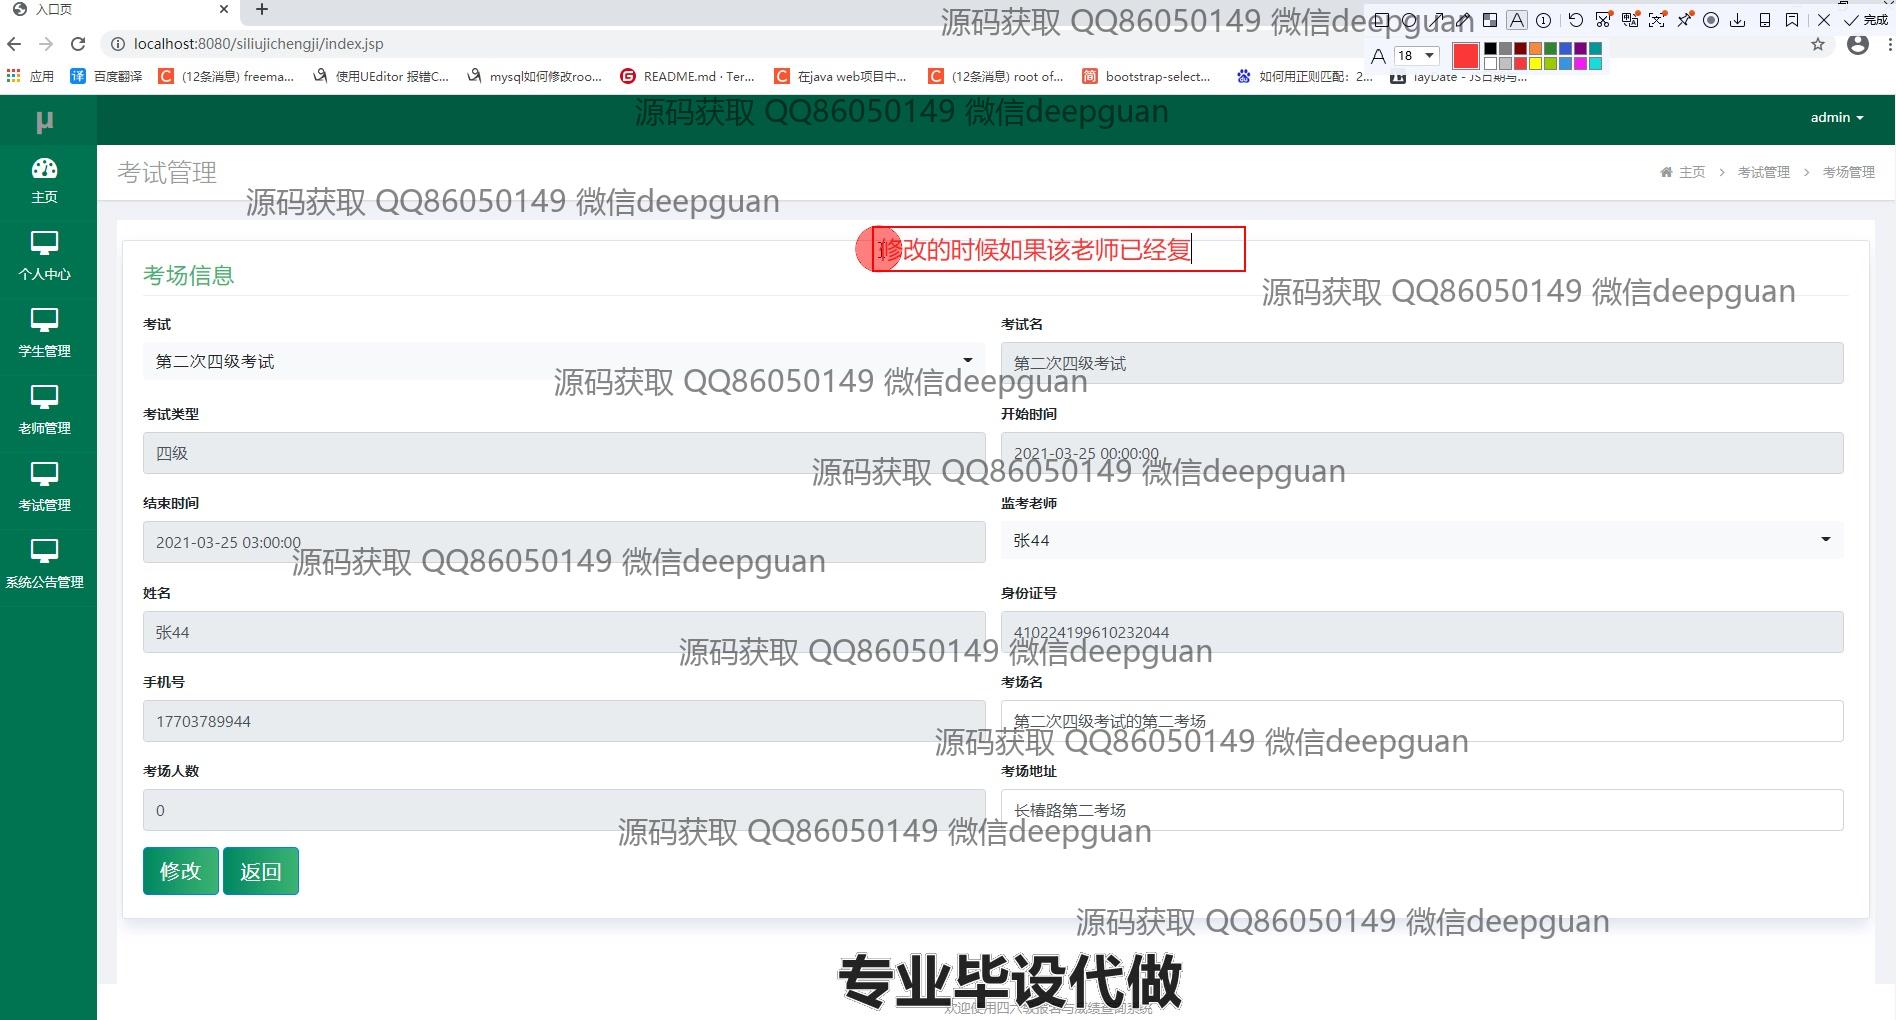 入口页
源码获取 QQ86050149 微信deepguan
完成
localhost:8080/siliujichengji/index.jsp
A 18
应用 百度翻译 (12条消息) freema... 使用UEditor 报错C... mysql如何修改roo... README.md · Ter... 在java web项目中... (12条消息) root of... bootstrap-select... 如何用正则匹配：2... layDate - JS日期与...
源码获取 QQ86050149 微信deepguan
μ
admin
考试管理
主页 > 考试管理 > 考场管理
主页
源码获取 QQ86050149 微信deepguan
修改的时候如果该老师已经复
个人中心
考场信息
源码获取 QQ86050149 微信deepguan
考试 考试名
学生管理
第二次四级考试 第二次四级考试
源码获取 QQ86050149 微信deepguan
考试类型 开始时间
老师管理
四级 2021-03-25 00:00:00
源码获取 QQ86050149 微信deepguan
结束时间 监考老师
考试管理
2021-03-25 03:00:00 张44
源码获取 QQ86050149 微信deepguan
系统公告管理
姓名 身份证号
张44 410224199610232044
源码获取 QQ86050149 微信deepguan
手机号 考场名
17703789944 第二次四级考试的第二考场
源码获取 QQ86050149 微信deepguan
考场人数 考场地址
0 长椿路第二考场
源码获取 QQ86050149 微信deepguan
修改 返回
源码获取 QQ86050149 微信deepguan
专业毕设代做
欢迎使用四六级报名与成绩查询系统